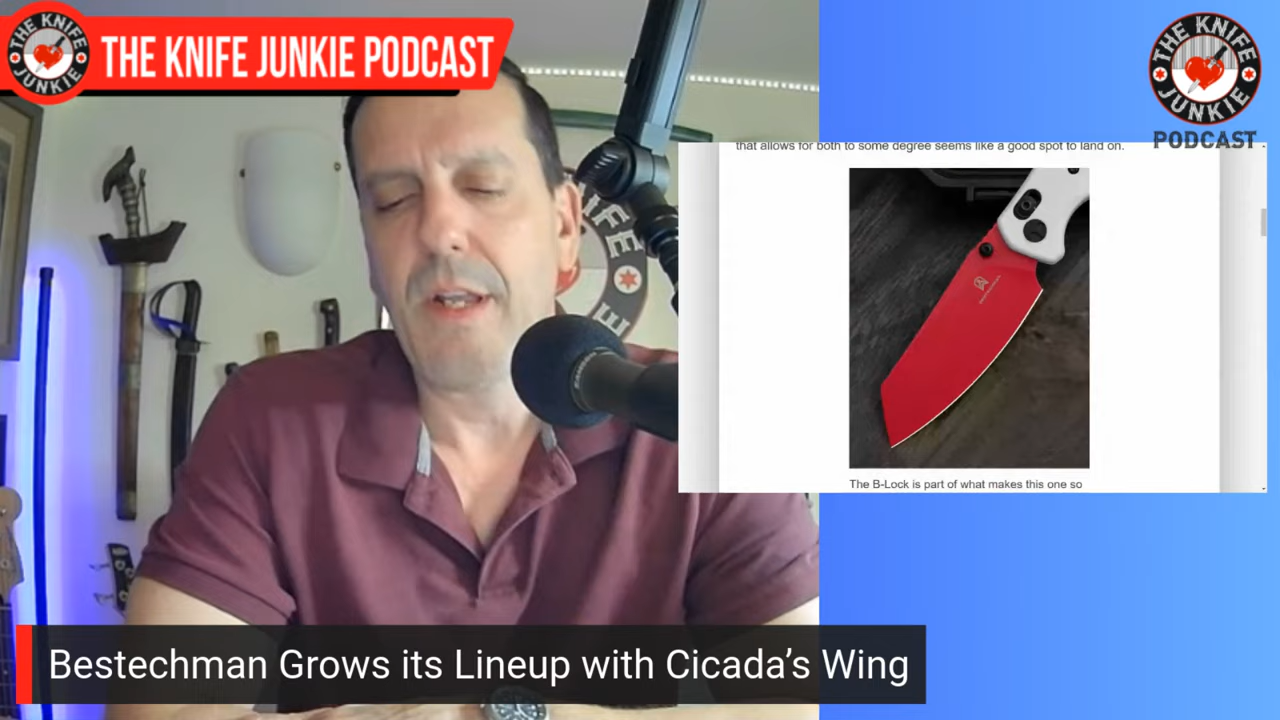 THE KNIFE
JUNKIE
THE KNIFE JUNKIE PODCAST
THE KNIFE
JUNKIE
PODCAST
that allows for both to some degree seems like a good spot to land on.
The B-Lock is part of what makes this one so
Bestechman Grows its Lineup with Cicada's Wing